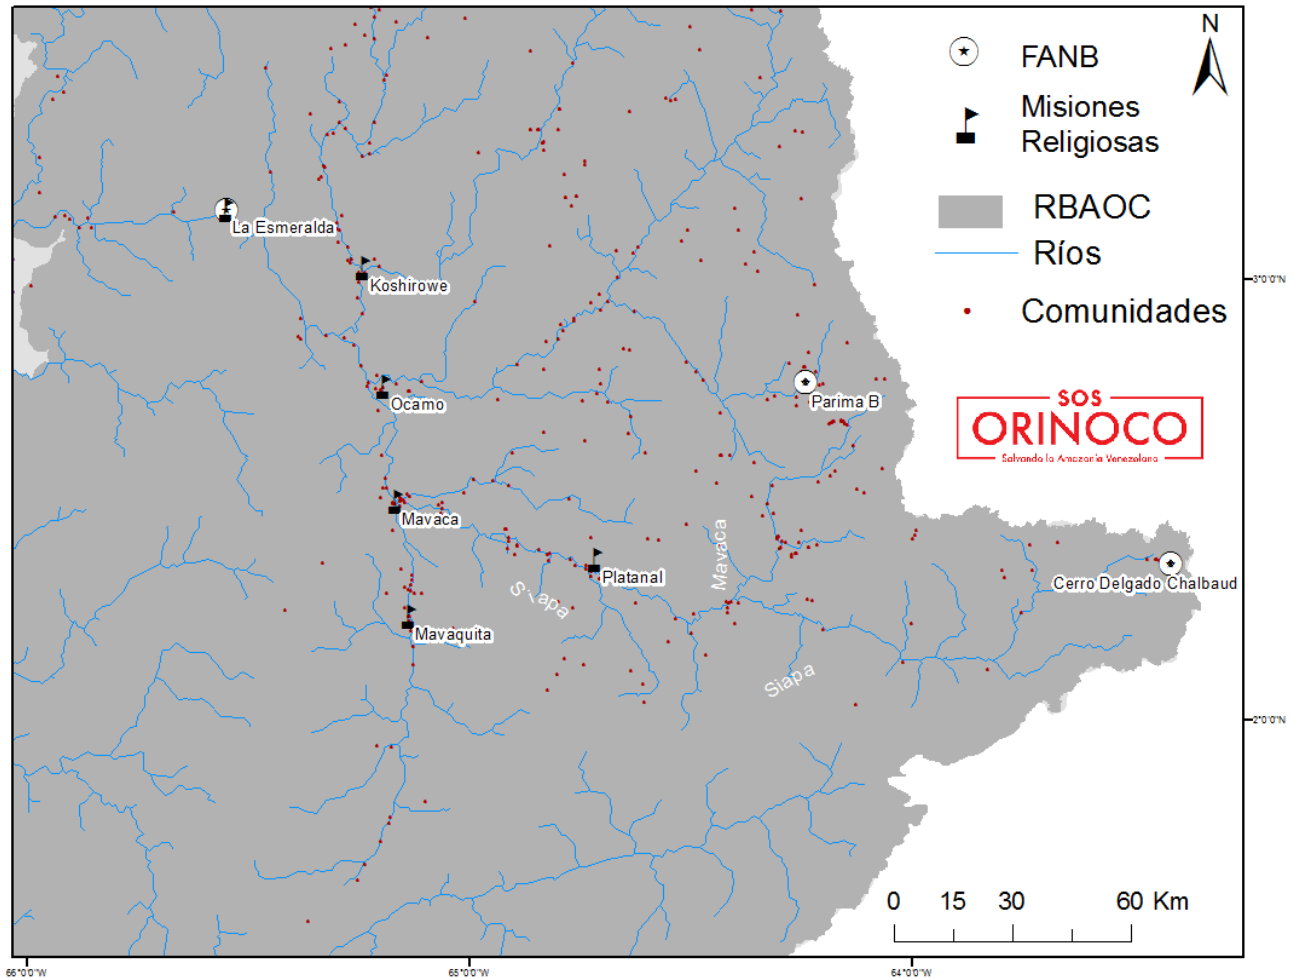 N
FANB
Misiones
Religiosas
RBAOC
Ríos
Comunidades
La Esmeralda
Koshirowe
3°0'0"N
SOS
ORINOCO
Salvando la Amazonía Venezolana
Parima B
Ocamo
Mavaca
Mavaca
Platanal
Siapa
Cerro Delgado Chalbaud
Mavaquita
Siapa
2°0'0"N
0 15 30 60 Km
66°0'0"W 65°0'0"W 64°0'0"W